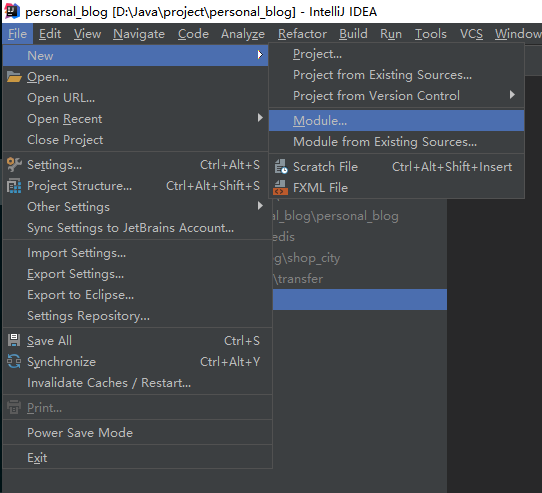 personal_blog [D:\Java\project\personal_blog] - IntelliJ IDEA
File Edit View Navigate Code Analyze Refactor Build Run Tools VCS Window
New
Open...
Open URL...
Open Recent
Close Project
Settings... Ctrl+Alt+S
Project Structure... Ctrl+Alt+Shift+S
Other Settings
Sync Settings to JetBrains Account...
Import Settings...
Export Settings...
Export to Eclipse...
Settings Repository...
Save All Ctrl+S
Synchronize Ctrl+Alt+Y
Invalidate Caches / Restart...
Print...
Power Save Mode
Exit
Project...
Project from Existing Sources...
Project from Version Control
Module...
Module from Existing Sources...
Scratch File Ctrl+Alt+Shift+Insert
FXML File
al_blog\personal_blog
edis
g\shop_city
\transfer